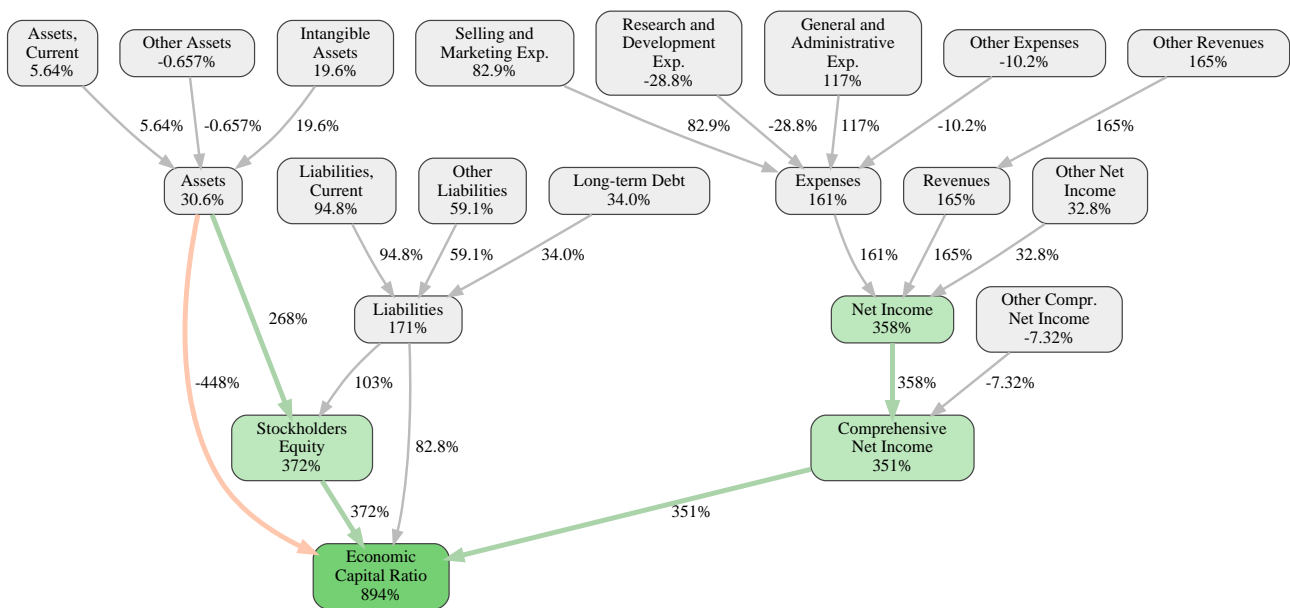 Assets,
Current
5.64%
Other Assets
-0.657%
Intangible
Assets
19.6%
Selling and
Marketing Exp.
82.9%
Research and
Development
Exp.
-28.8%
General and
Administrative
Exp.
117%
Other Expenses
-10.2%
Other Revenues
165%
5.64%
-0.657%
19.6%
82.9%
-28.8%
117%
-10.2%
165%
Assets
30.6%
Liabilities,
Current
94.8%
Other
Liabilities
59.1%
Long-term Debt
34.0%
Expenses
161%
Revenues
165%
Other Net
Income
32.8%
94.8%
59.1%
34.0%
161%
165%
32.8%
268%
Liabilities
171%
Net Income
358%
Other Compr.
Net Income
-7.32%
-448%
103%
358%
-7.32%
Stockholders
Equity
372%
82.8%
Comprehensive
Net Income
351%
372%
351%
Economic
Capital Ratio
894%